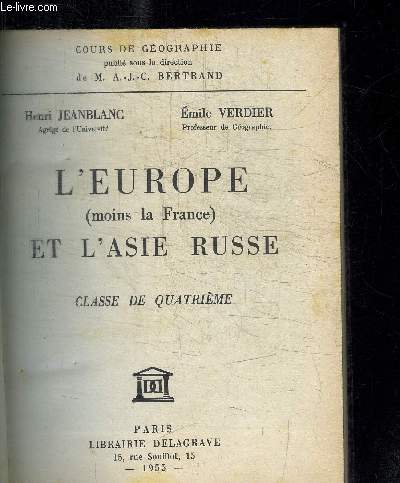 le-livre.com
COURS DE GÉOGRAPHIE
publié sous la direction
de M. A.-J.-C. BERTRAND
Henri JEANBLANC Émile VERDIER
Agrégé de l'Université Professeur de Géographie.
L'EUROPE
(moins la France)
ET L'ASIE RUSSE
CLASSE DE QUATRIÈME
PARIS
LIBRAIRIE DELAGRAVE
15, rue Soufflot, 15
— 1955 —